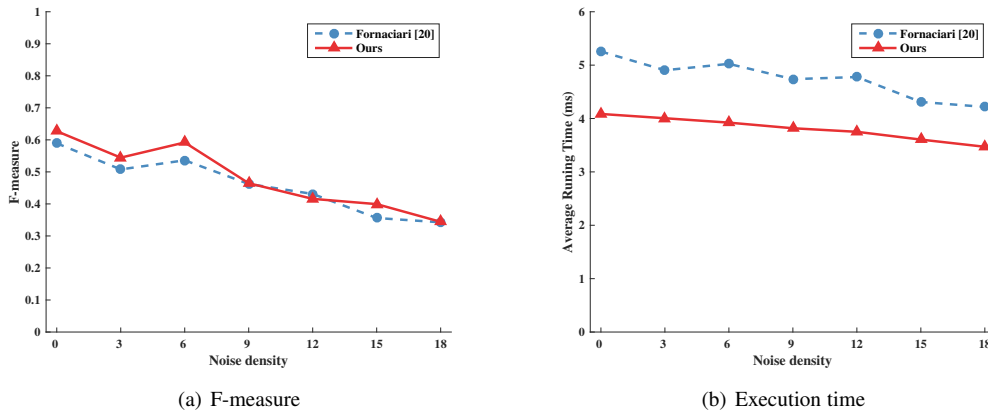 1
0.9
0.8
0.7
0.6
0.5
0.4
0.3
0.2
0.1
0
F-measure
0 3 6 9 12 15 18
Noise density
Fornaciari [20]
Ours
(a) F-measure
6
5
4
3
2
1
0
Average Runing Time (ms)
0 3 6 9 12 15 18
Noise density
Fornaciari [20]
Ours
(b) Execution time